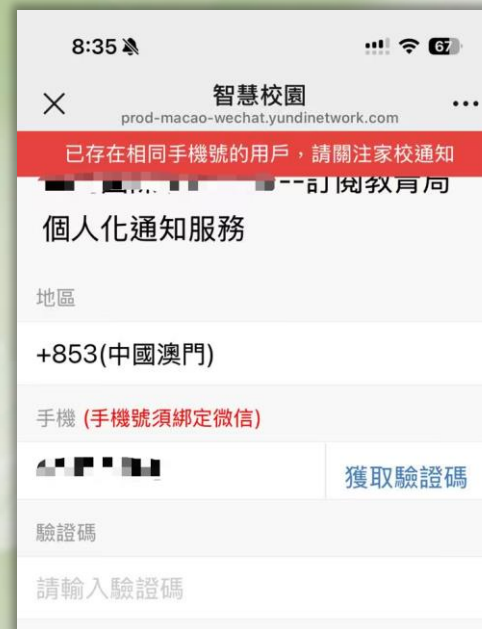 8:35
67
智慧校園
prod-macao-wechat.yundinetwork.com
已存在相同手機號的用戶，請關注家校通知
--訂閱教育局
個人化通知服務
地區
+853(中國澳門)
手機 (手機號須綁定微信)
獲取驗證碼
驗證碼
請輸入驗證碼